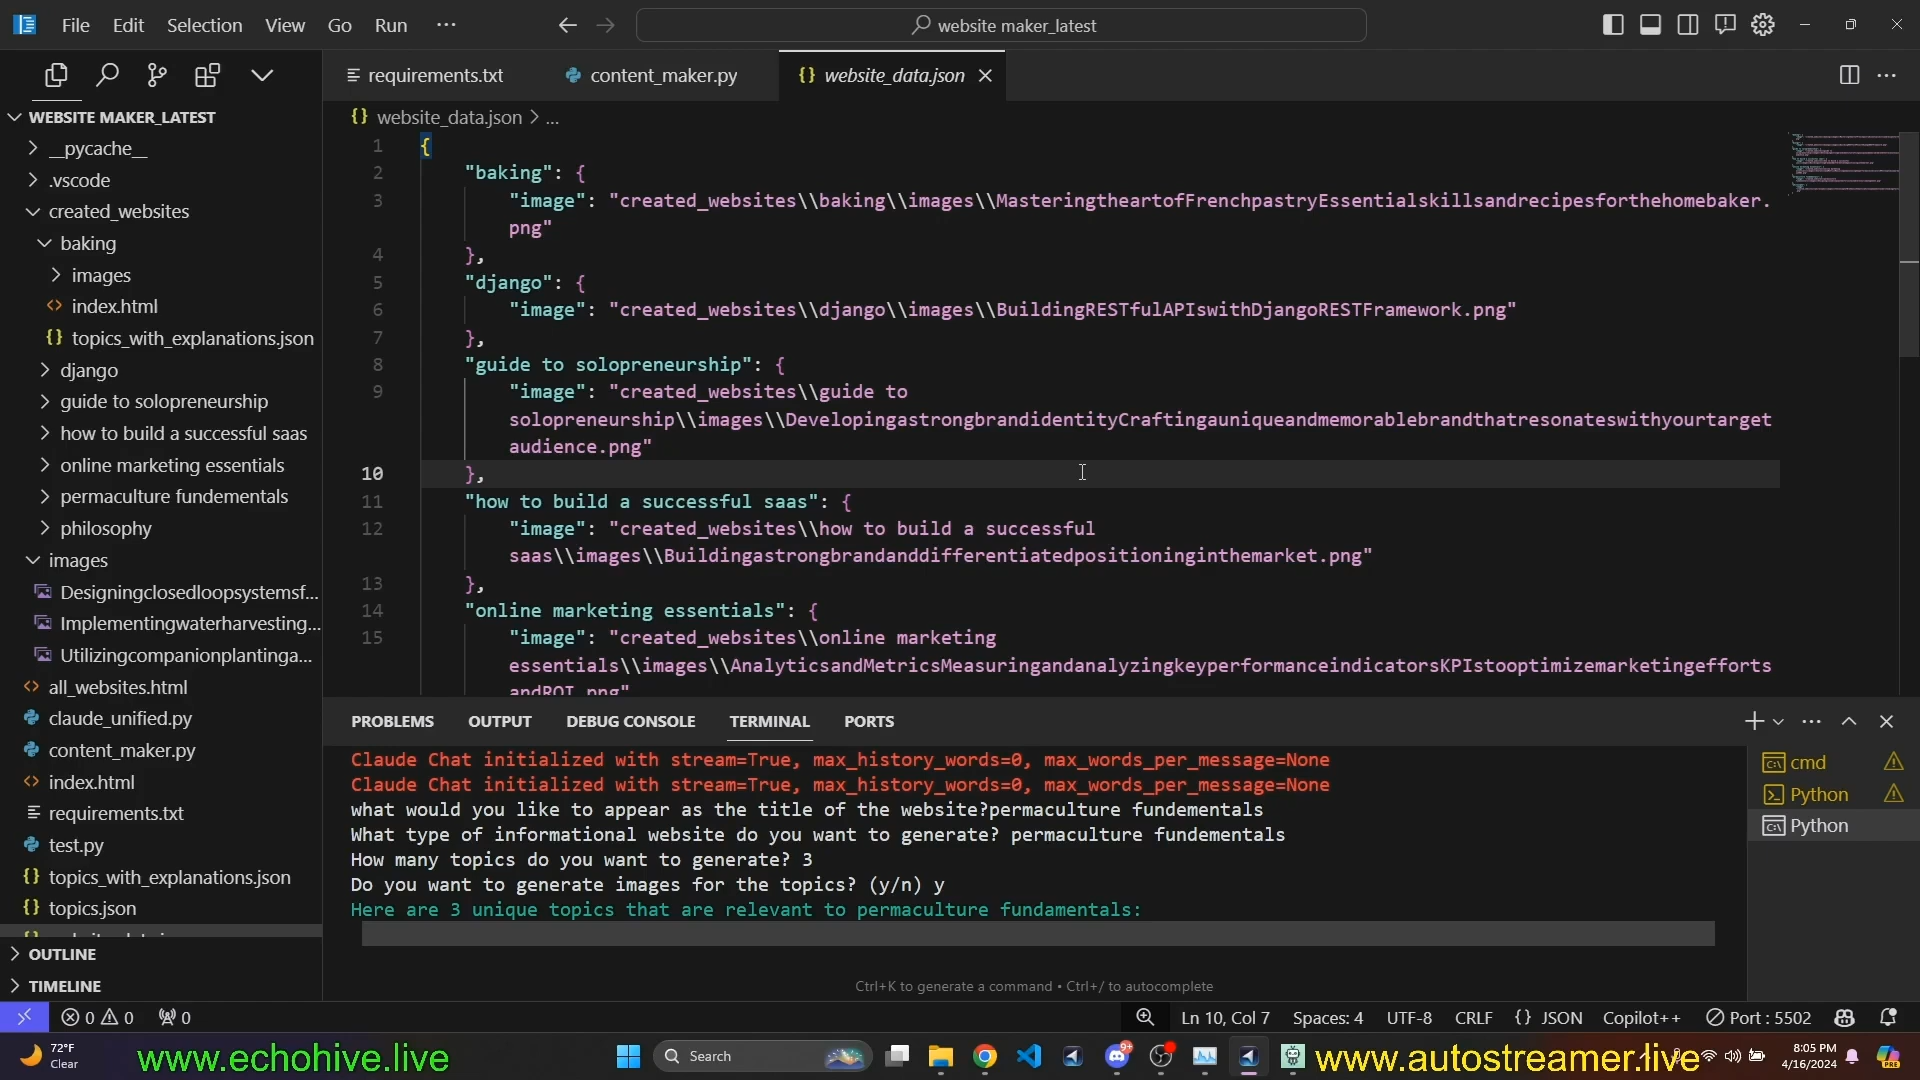 File Edit Selection View Go Run ...
website maker_latest
requirements.txt content_maker.py website_data.json
website_data.json > ...
WEBSITE MAKER_LATEST
__pycache__
.vscode
created_websites
baking
images
index.html
topics_with_explanations.json
django
guide to solopreneurship
how to build a successful saas
online marketing essentials
permaculture fundementals
philosophy
images
Designingclosedloopsystemsf...
Implementingwaterharvesting...
Utilizingcompanionplantinga...
all_websites.html
claude_unified.py
content_maker.py
index.html
requirements.txt
test.py
topics_with_explanations.json
topics.json
OUTLINE
TIMELINE
1 {
2 "baking": {
3 "image": "created_websites\\baking\\images\\MasteringtheartofFrenchpastryEssentialskillsandrecipesforthehomebaker.
png"
4 },
5 "django": {
6 "image": "created_websites\\django\\images\\BuildingRESTfulAPIswithDjangoRESTFramework.png"
7 },
8 "guide to solopreneurship": {
9 "image": "created_websites\\guide to
solopreneurship\\images\\DevelopingastrongbrandidentityCraftingauniqueandmemorablebrandthatresonateswithyourtarget
audience.png"
10 },
11 "how to build a successful saas": {
12 "image": "created_websites\\how to build a successful
saas\\images\\Buildingastrongbrandanddifferentiatedpositioninginthemarket.png"
13 },
14 "online marketing essentials": {
15 "image": "created_websites\\online marketing
essentials\\images\\AnalyticsandMetricsMeasuringandanalyzingkeyperformanceindicatorsKPIstooptimizemarketingefforts
andROI.png"
PROBLEMS OUTPUT DEBUG CONSOLE TERMINAL PORTS
Claude Chat initialized with stream=True, max_history_words=0, max_words_per_message=None
Claude Chat initialized with stream=True, max_history_words=0, max_words_per_message=None
what would you like to appear as the title of the website?permaculture fundementals
What type of informational website do you want to generate? permaculture fundementals
How many topics do you want to generate? 3
Do you want to generate images for the topics? (y/n) y
Here are 3 unique topics that are relevant to permaculture fundamentals:
Ctrl+K to generate a command • Ctrl+/ to autocomplete
cmd
Python
Python
0 0 0
Ln 10, Col 7 Spaces: 4 UTF-8 CRLF {} JSON Copilot++ Port : 5502
72°F
Clear
www.echohive.live
Search
9+
www.autostreamer.live
8:05 PM
4/16/2024
PRE